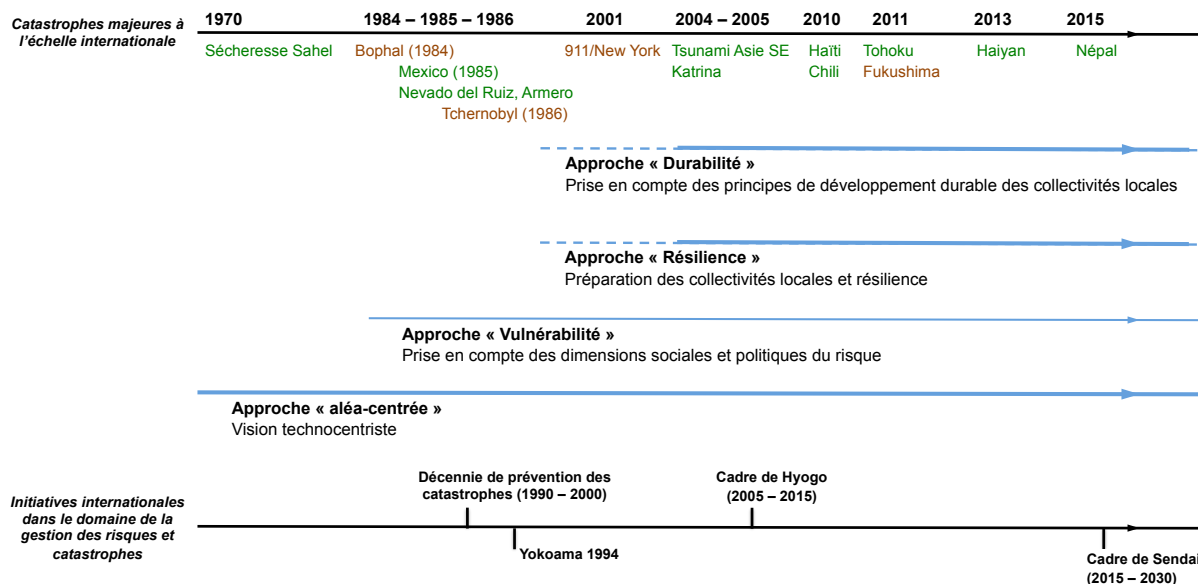 Catastrophes majeures à
l'échelle internationale
1970
1984 – 1985 – 1986
2001
2004 – 2005
2010
2011
2013
2015
Sécheresse Sahel
Bophal (1984)
911/New York
Tsunami Asie SE
Haïti
Tohoku
Haiyan
Népal
Mexico (1985)
Katrina
Chili
Fukushima
Nevado del Ruiz, Armero
Tchernobyl (1986)
Approche « Durabilité »
Prise en compte des principes de développement durable des collectivités locales
Approche « Résilience »
Préparation des collectivités locales et résilience
Approche « Vulnérabilité »
Prise en compte des dimensions sociales et politiques du risque
Approche « aléa-centrée »
Vision technocentriste
Décennie de prévention des
catastrophes (1990 – 2000)
Cadre de Hyogo
(2005 – 2015)
Initiatives internationales
dans le domaine de la
gestion des risques et
catastrophes
Yokoama 1994
Cadre de Sendai
(2015 – 2030)